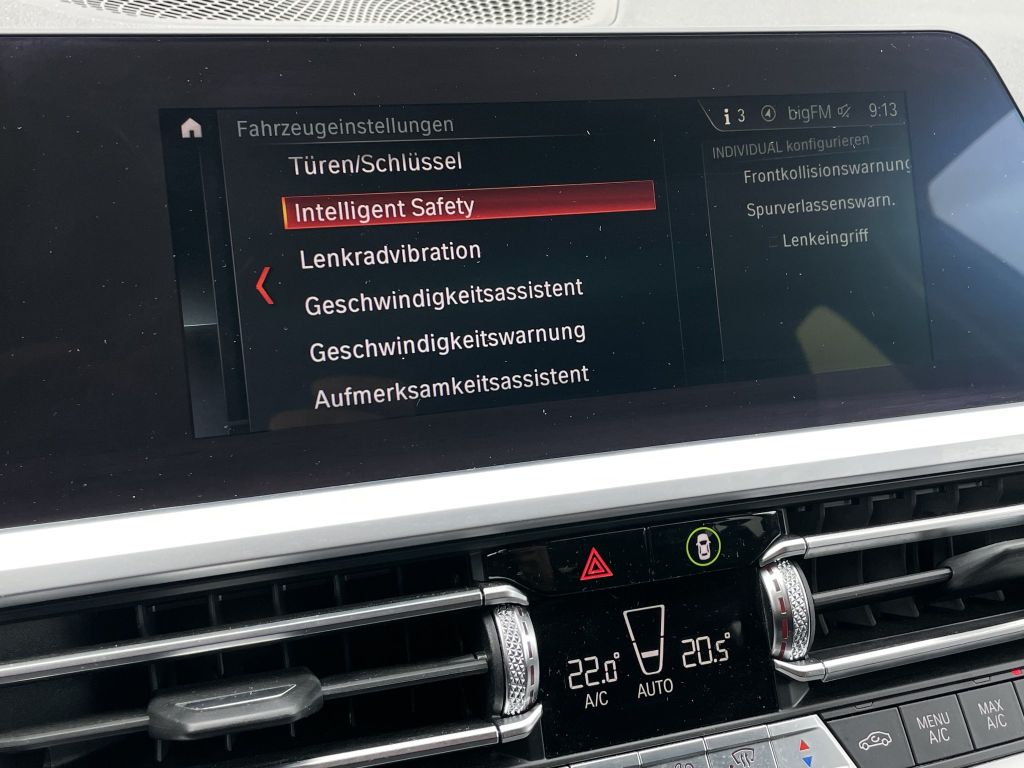 Fahrzeugeinstellungen
i 3 bigFM 9:13
Türen/Schlüssel
Intelligent Safety
Lenkradvibration
Geschwindigkeitsassistent
Geschwindigkeitswarnung
Aufmerksamkeitsassistent
INDIVIDUAL konfigurieren
Frontkollisionswarnung
Spurverlassenswarn.
Lenkeingriff
22.0°
A/C
AUTO
20.5°
MENU
A/C
MAX
A/C